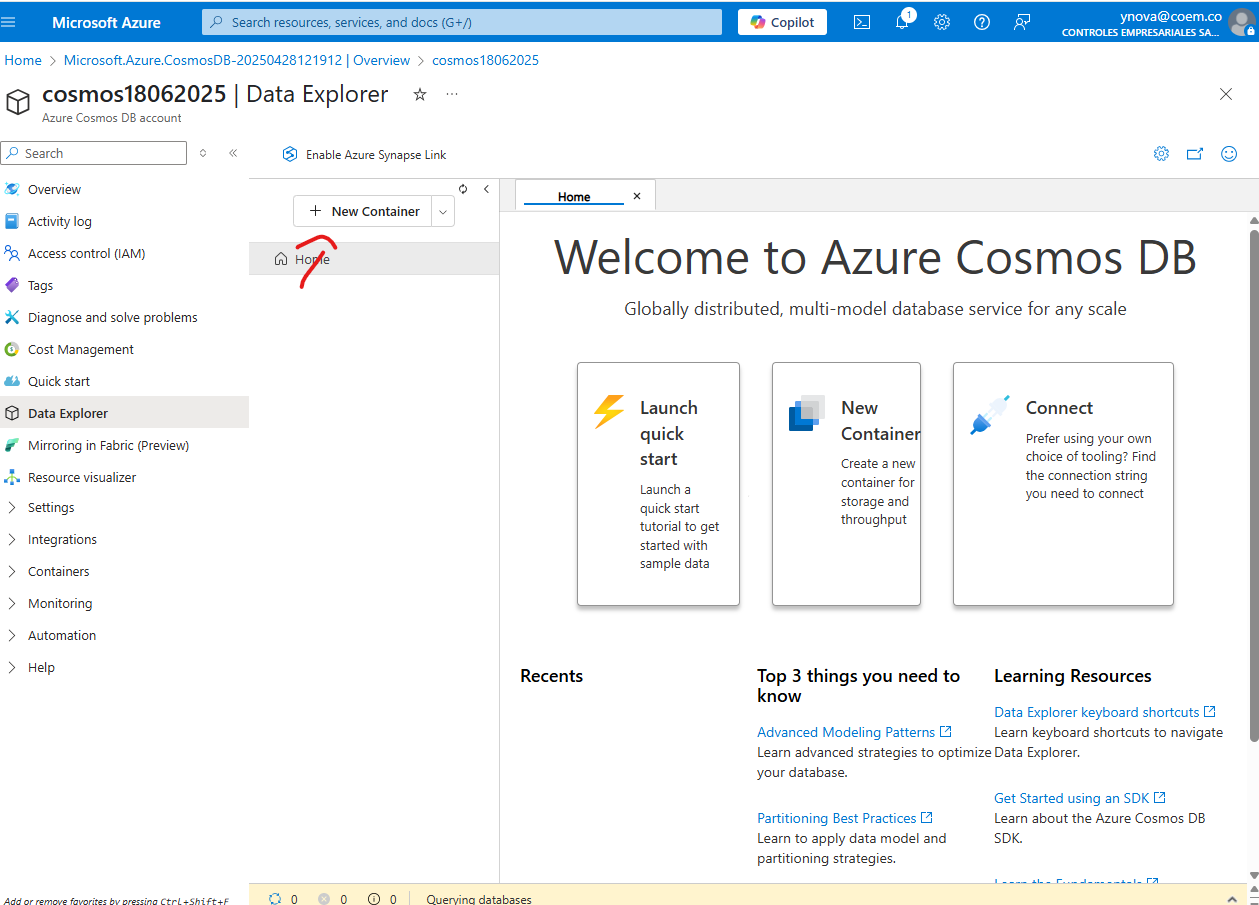 Microsoft Azure
Search resources, services, and docs (G+/)
Copilot
1
ynova@coem.co
CONTROLES EMPRESARIALES SA...
Home > Microsoft.Azure.CosmosDB-20250428121912 | Overview > cosmos18062025
cosmos18062025 | Data Explorer
Azure Cosmos DB account
Search
Enable Azure Synapse Link
Overview
Activity log
Access control (IAM)
Tags
Diagnose and solve problems
Cost Management
Quick start
Data Explorer
Mirroring in Fabric (Preview)
Resource visualizer
Settings
Integrations
Containers
Monitoring
Automation
Help
Add or remove favorites by pressing Ctrl+Shift+F
+ New Container
Home
Home
Welcome to Azure Cosmos DB
Globally distributed, multi-model database service for any scale
Launch
quick
start
Launch a
quick start
tutorial to get
started with
sample data
New
Container
Create a new
container for
storage and
throughput
Connect
Prefer using your own
choice of tooling? Find
the connection string
you need to connect
Recents
Top 3 things you need to
know
Advanced Modeling Patterns
Learn advanced strategies to optimize
your database.
Partitioning Best Practices
Learn to apply data model and
partitioning strategies.
Learning Resources
Data Explorer keyboard shortcuts
Learn keyboard shortcuts to navigate
Data Explorer.
Get Started using an SDK
Learn about the Azure Cosmos DB
SDK.
Learn the Fundamentals
0 0 0 Querying databases